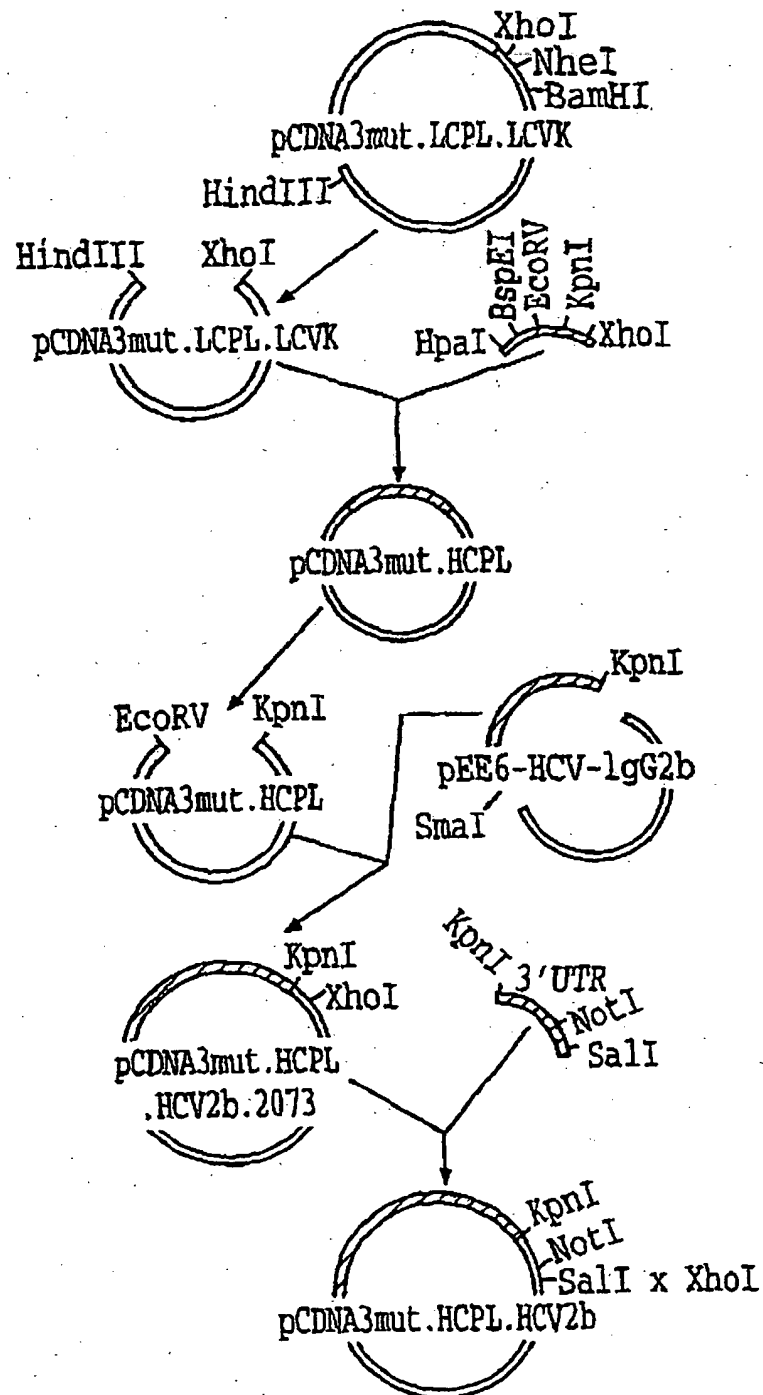 XhoI
NheI
BamHI
pCDNA3mut.LCPL.LCVK
HindIII
HindIII
XhoI
pCDNA3mut.LCPL.LCVK
BspEI
EcoRV
KpnI
HpaI
XhoI
pCDNA3mut.HCPL
EcoRV
KpnI
pCDNA3mut.HCPL
KpnI
pEE6-HCV-lgG2b
SmaI
KpnI
XhoI
pCDNA3mut.HCPL
.HCV2b.2073
KpnI
3'UTR
NotI
SalI
KpnI
NotI
SalI x XhoI
pCDNA3mut.HCPL.HCV2b